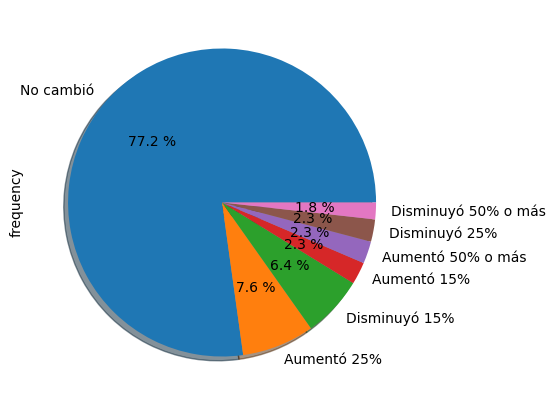 No cambió
77.2 %
frequency
1.8 %
Disminuyó 50% o más
2.3 %
Disminuyó 25%
2.3 %
Aumentó 50% o más
2.3 %
Aumentó 15%
6.4 %
Disminuyó 15%
7.6 %
Aumentó 25%